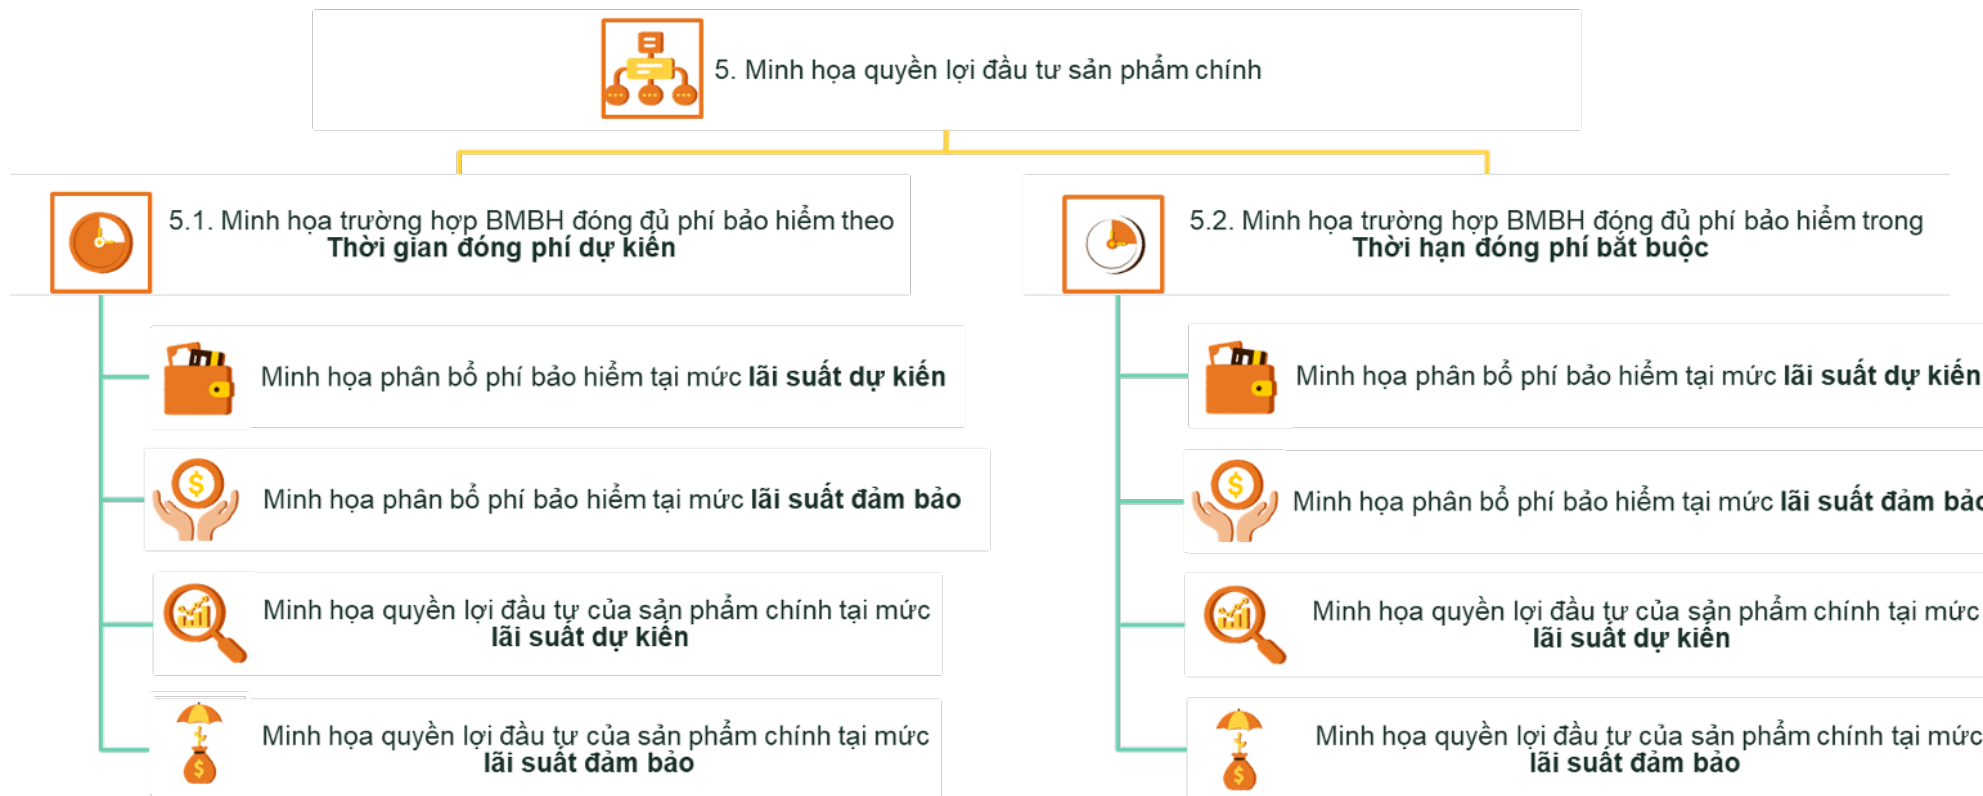 5. Minh họa quyền lợi đầu tư sản phẩm chính
5.1. Minh họa trường hợp BMBH đóng đủ phí bảo hiểm theo
Thời gian đóng phí dự kiến
Minh họa phân bổ phí bảo hiểm tại mức lãi suất dự kiến
Minh họa phân bổ phí bảo hiểm tại mức lãi suất đảm bảo
Minh họa quyền lợi đầu tư của sản phẩm chính tại mức
lãi suất dự kiến
Minh họa quyền lợi đầu tư của sản phẩm chính tại mức
lãi suất đảm bảo
5.2. Minh họa trường hợp BMBH đóng đủ phí bảo hiểm trong
Thời hạn đóng phí bắt buộc
Minh họa phân bổ phí bảo hiểm tại mức lãi suất dự kiến
Minh họa phân bổ phí bảo hiểm tại mức lãi suất đảm bảo
Minh họa quyền lợi đầu tư của sản phẩm chính tại mức
lãi suất dự kiến
Minh họa quyền lợi đầu tư của sản phẩm chính tại mức
lãi suất đảm bảo